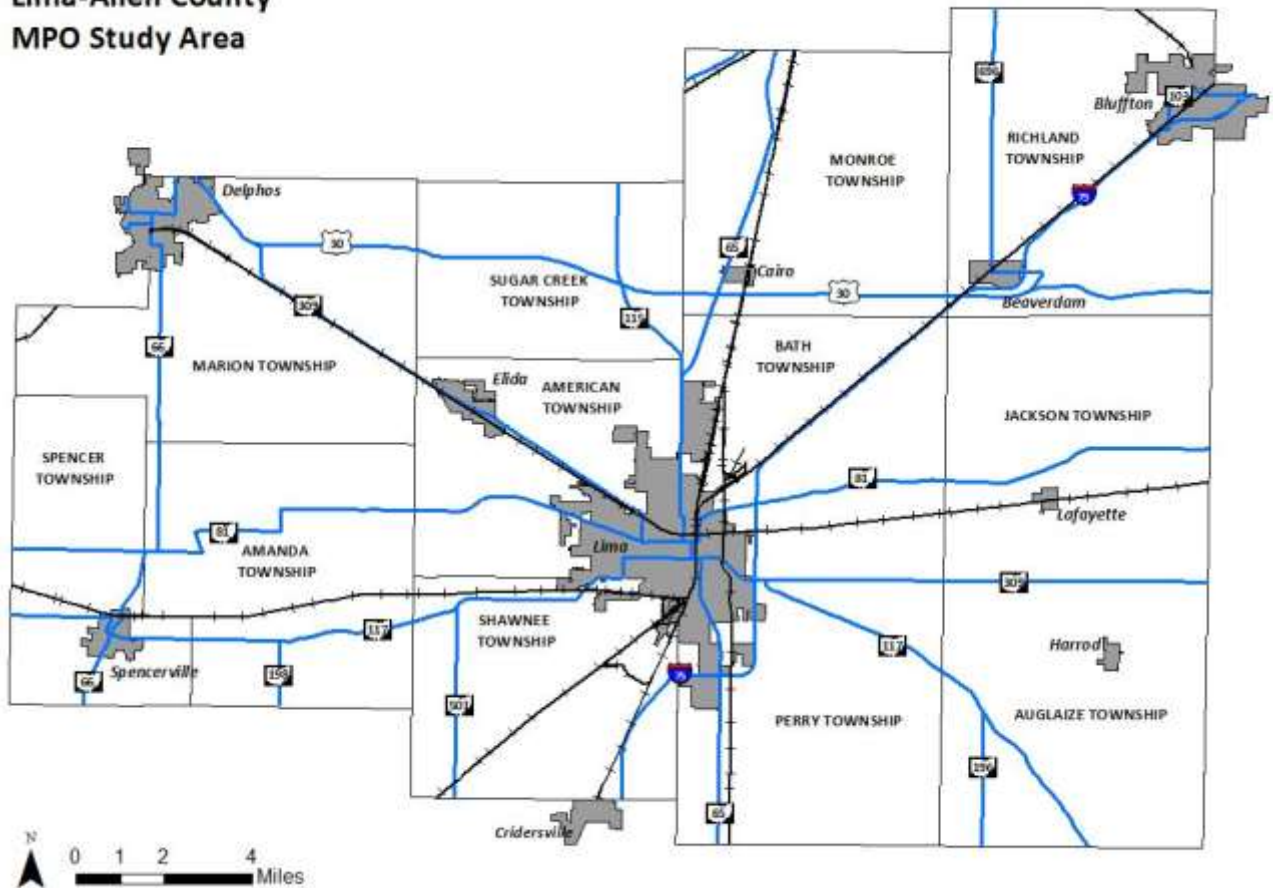 Lima-Allen County
MPO Study Area
696
Bluffton
103
RICHLAND
TOWNSHIP
MONROE
TOWNSHIP
Delphos
75
30
65
Cairo
SUGAR CREEK
TOWNSHIP
30
Beaverdam
309
115
66
MARION TOWNSHIP
BATH
TOWNSHIP
Elida
AMERICAN
TOWNSHIP
JACKSON TOWNSHIP
SPENCER
TOWNSHIP
81
Lafayette
81
AMANDA
TOWNSHIP
Lima
309
SHAWNEE
TOWNSHIP
117
117
Harrod
Spencerville
66
198
75
501
PERRY TOWNSHIP
AUGLAIZE TOWNSHIP
196
65
Cridersville
N
0 1 2 4
Miles